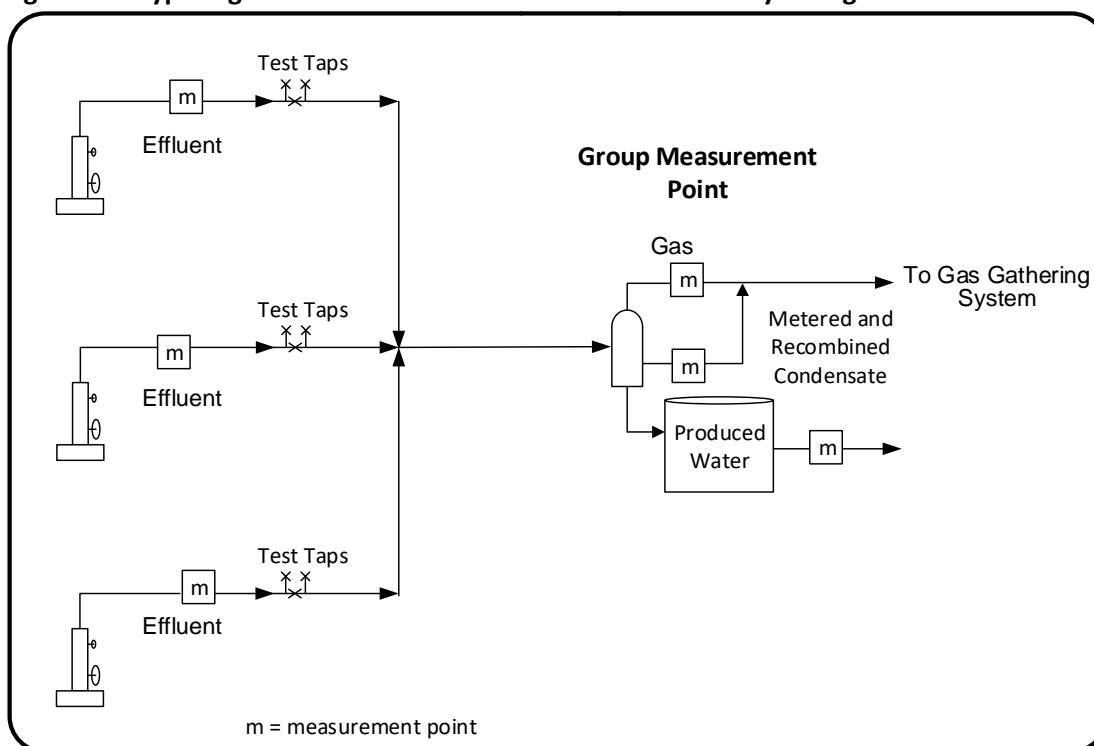 Test Taps
m
Effluent
Group Measurement
Point
Gas
m
To Gas Gathering
System
Test Taps
m
Effluent
Metered and
Recombined
Condensate
m
Produced
Water
m
Test Taps
m
Effluent
m = measurement point